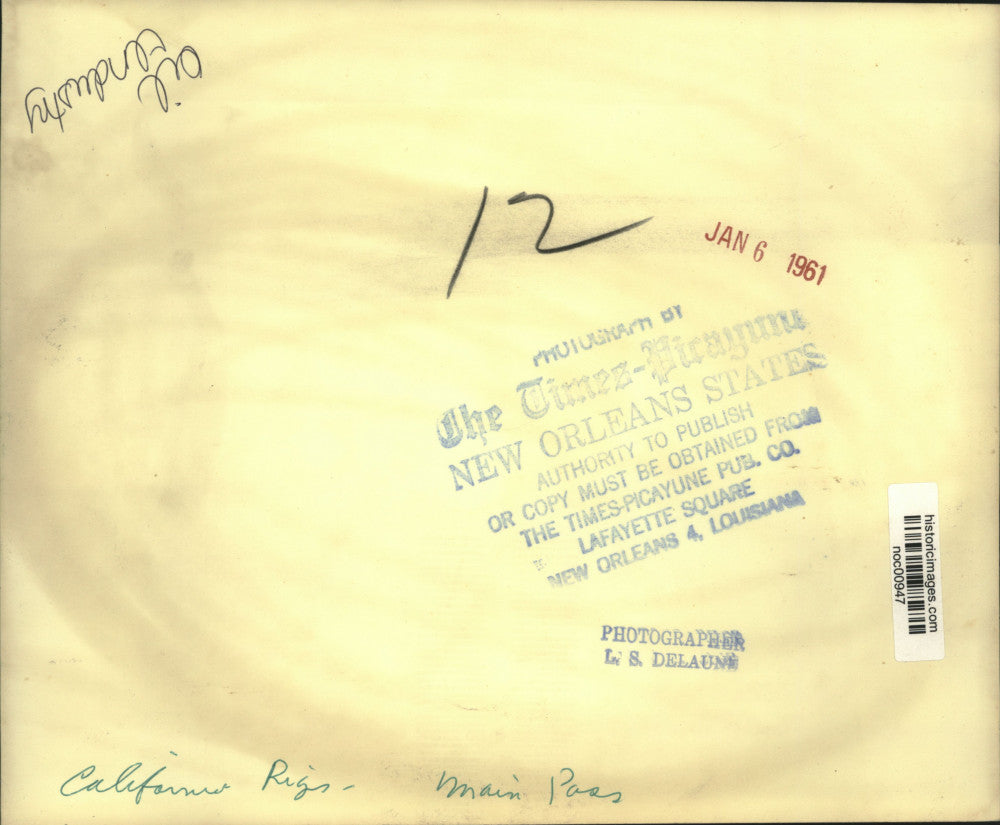 oil
industry
12
JAN 6 1961
PHOTOGRAPH BY
The Times-Picayune
NEW ORLEANS STATES
AUTHORITY TO PUBLISH
OR COPY MUST BE OBTAINED FROM
THE TIMES-PICAYUNE PUB. CO.
LAFAYETTE SQUARE
NEW ORLEANS 4, LOUISIANA
historicimages.com
noc00947
PHOTOGRAPHER
L. S. DELAUNE
California Rigs - Main Pass